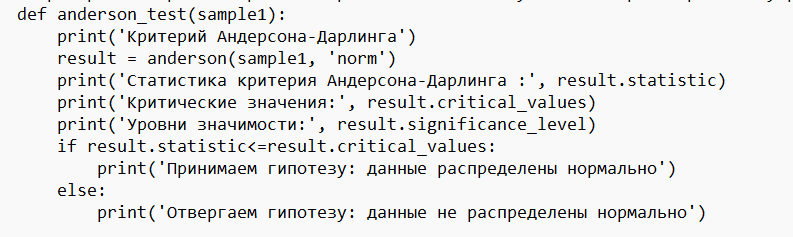 def anderson_test(sample1):
    print('Критерий Андерсона-Дарлинга')
    result = anderson(sample1, 'norm')
    print('Статистика критерия Андерсона-Дарлинга :', result.statistic)
    print('Критические значения:', result.critical_values)
    print('Уровни значимости:', result.significance_level)
    if result.statistic<=result.critical_values:
        print('Принимаем гипотезу: данные распределены нормально')
    else:
        print('Отвергаем гипотезу: данные не распределены нормально')